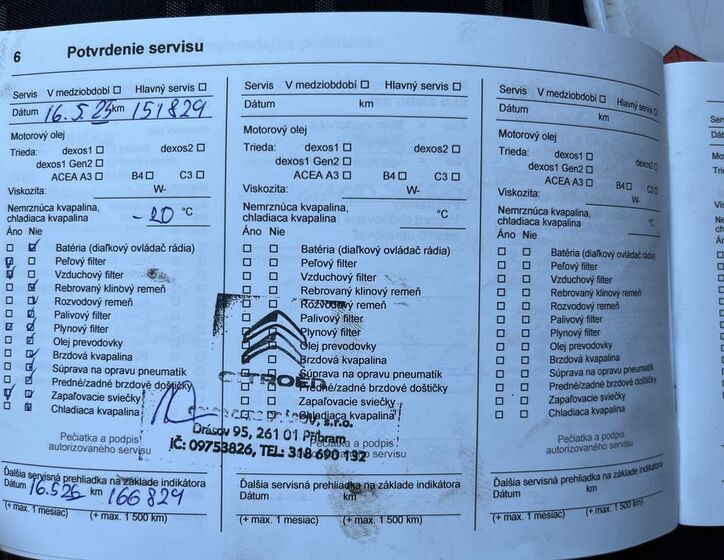 6 Potvrdenie servisu
Servis V medziobdobí ☐ Hlavný servis ☐
Dátum 16.5.25 km 151829
Motorový olej
Trieda: dexos1 ☐ dexos2 ☐
dexos1 Gen2 ☐
ACEA A3 ☐ B4 ☐ C3 ☐
Viskozita: W-
Nemrznúca kvapalina,
chladiaca kvapalina -20 °C
Áno Nie
Batéria (diaľkový ovládač rádia)
Peľový filter
Vzduchový filter
Rebrovaný klinový remeň
Rozvodový remeň
Palivový filter
Plynový filter
Olej prevodovky
Brzdová kvapalina
Súprava na opravu pneumatík
Predné/zadné brzdové doštičky
Zapaľovacie sviečky
Chladiaca kvapalina
Pečiatka a podpis
autorizovaného servisu
Ďalšia servisná prehliadka na základe indikátora
Dátum 16.5.26 km 166829
(+ max. 1 mesiac) (+ max. 1 500 km)
Servis V medziobdobí ☐ Hlavný servis ☐
Dátum km
Motorový olej
Trieda: dexos1 ☐ dexos2 ☐
dexos1 Gen2 ☐
ACEA A3 ☐ B4 ☐ C3 ☐
Viskozita: W-
Nemrznúca kvapalina,
chladiaca kvapalina °C
Áno Nie
Batéria (diaľkový ovládač rádia)
Peľový filter
Vzduchový filter
Rebrovaný klinový remeň
Rozvodový remeň
Palivový filter
Plynový filter
Olej prevodovky
Brzdová kvapalina
Súprava na opravu pneumatík
Predné/zadné brzdové doštičky
Zapaľovacie sviečky
Chladiaca kvapalina
Pečiatka a podpis
autorizovaného servisu
CITROËN
s.r.o.
Drásov 95, 261 01 Příbram
IČ: 09753826, TEL: 318 690 132
Ďalšia servisná prehliadka na základe indikátora
Dátum km
(+ max. 1 mesiac) (+ max. 1 500 km)
Servis V medziobdobí ☐ Hlavný servis ☐
Dátum km
Motorový olej
Trieda: dexos1 ☐ dexos2 ☐
dexos1 Gen2 ☐
ACEA A3 ☐ B4 ☐ C3 ☐
Viskozita: W-
Nemrznúca kvapalina,
chladiaca kvapalina °C
Áno Nie
Batéria (diaľkový ovládač rádia)
Peľový filter
Vzduchový filter
Rebrovaný klinový remeň
Rozvodový remeň
Palivový filter
Plynový filter
Olej prevodovky
Brzdová kvapalina
Súprava na opravu pneumatík
Predné/zadné brzdové doštičky
Zapaľovacie sviečky
Chladiaca kvapalina
Pečiatka a podpis
autorizovaného servisu
Ďalšia servisná prehliadka na základe indikátora
Dátum km
(+ max. 1 mesiac) (+ max. 1 500 km)